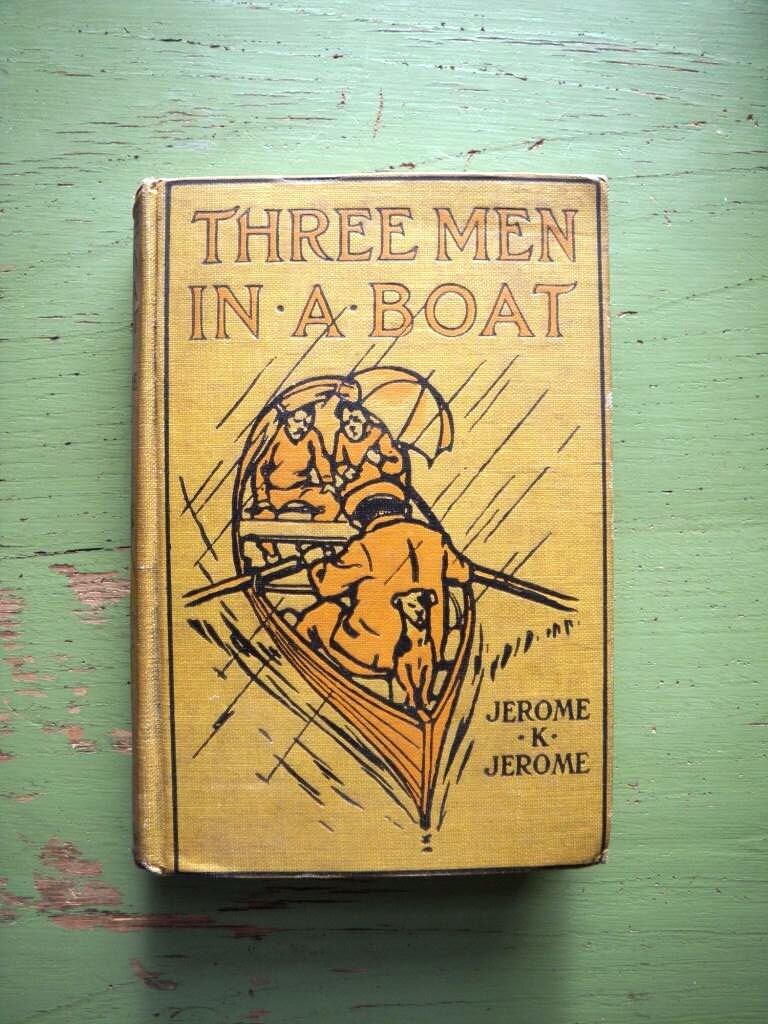 THREE MEN
IN · A · BOAT
JEROME
· K ·
JEROME